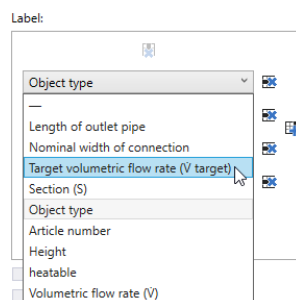 Label:
Object type
—
Length of outlet pipe
Nominal width of connection
Target volumetric flow rate (V̇ target)
Section (S)
Object type
Article number
Height
heatable
Volumetric flow rate (V̇)